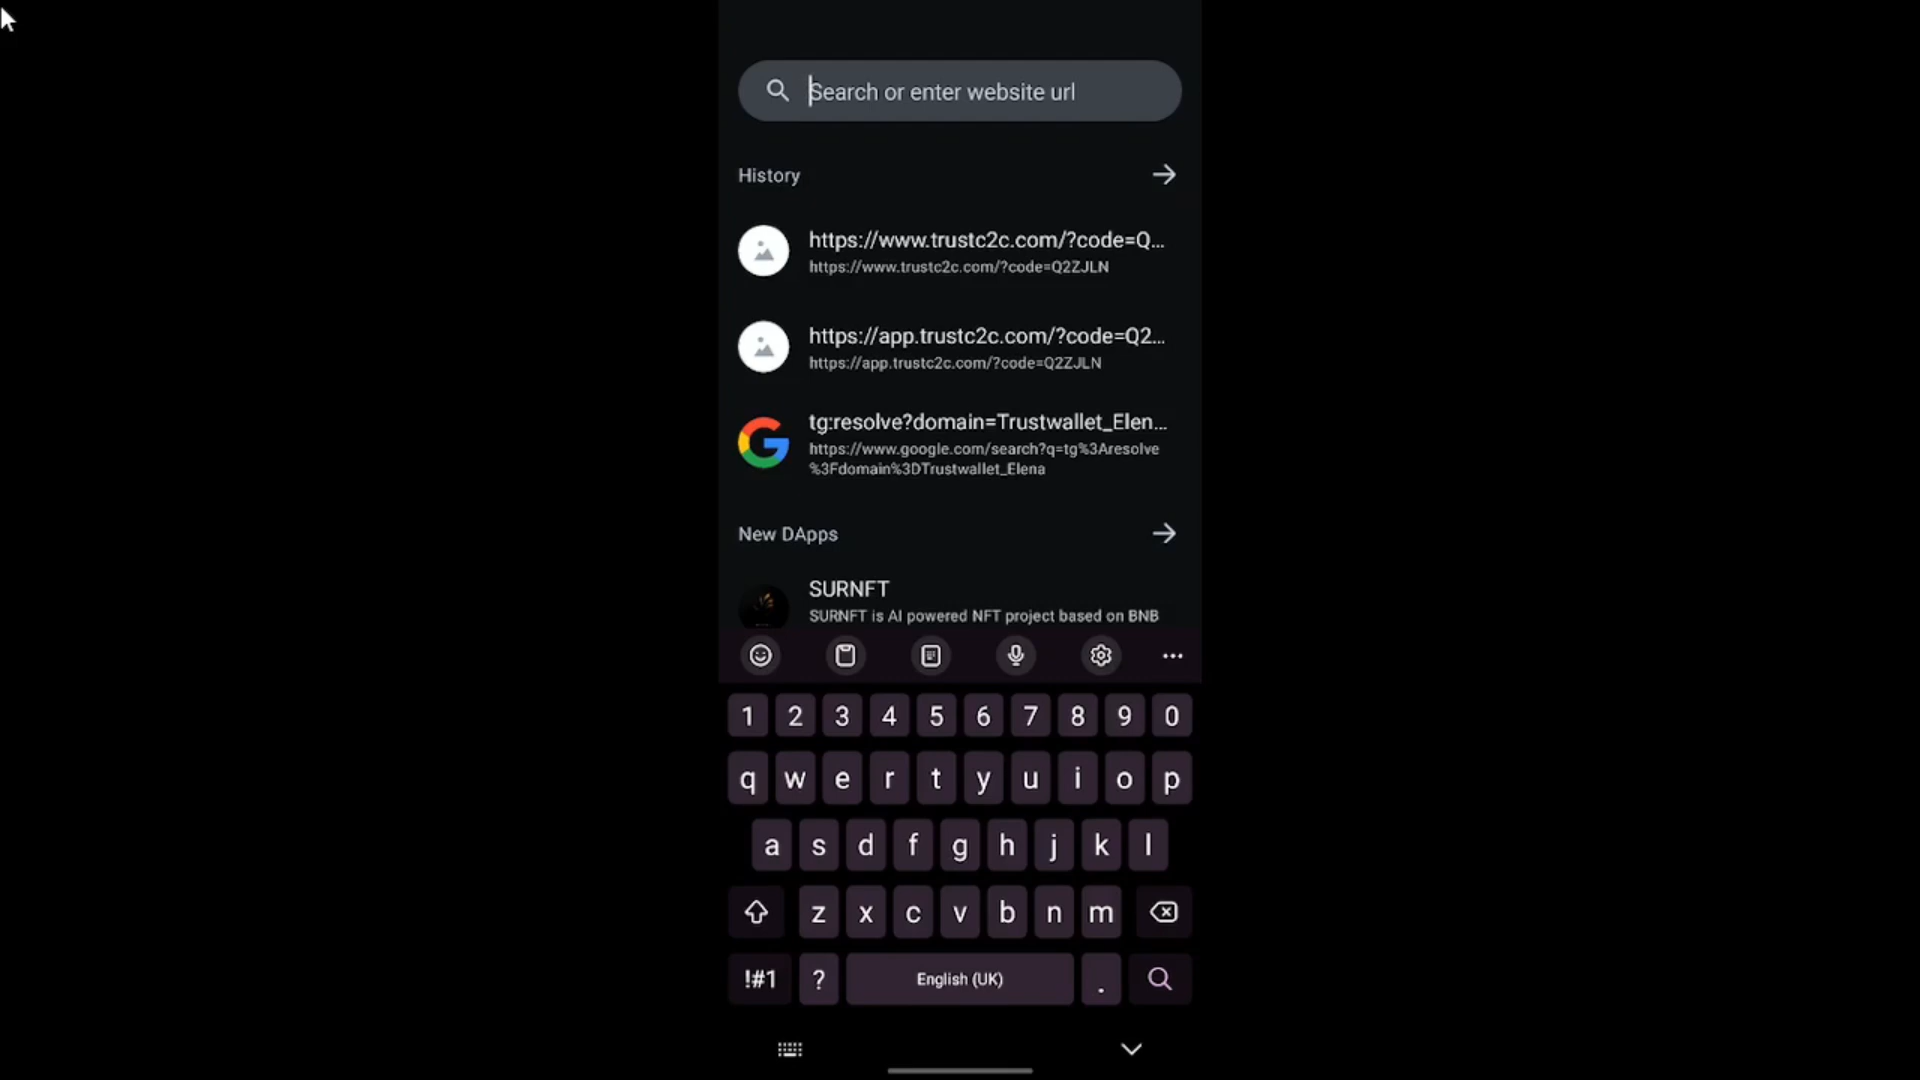 Search or enter website url
History
https://www.trustc2c.com/?code=Q...
https://www.trustc2c.com/?code=Q2ZJLN
https://app.trustc2c.com/?code=Q2...
https://app.trustc2c.com/?code=Q2ZJLN
tg:resolve?domain=Trustwallet_Elen...
https://www.google.com/search?q=tg%3Aresolve
%3Fdomain%3DTrustwallet_Elena
New DApps
SURNFT
SURNFT is AI powered NFT project based on BNB
1 2 3 4 5 6 7 8 9 0
q w e r t y u i o p
a s d f g h j k l
z x c v b n m
!#1 ? English (UK) .